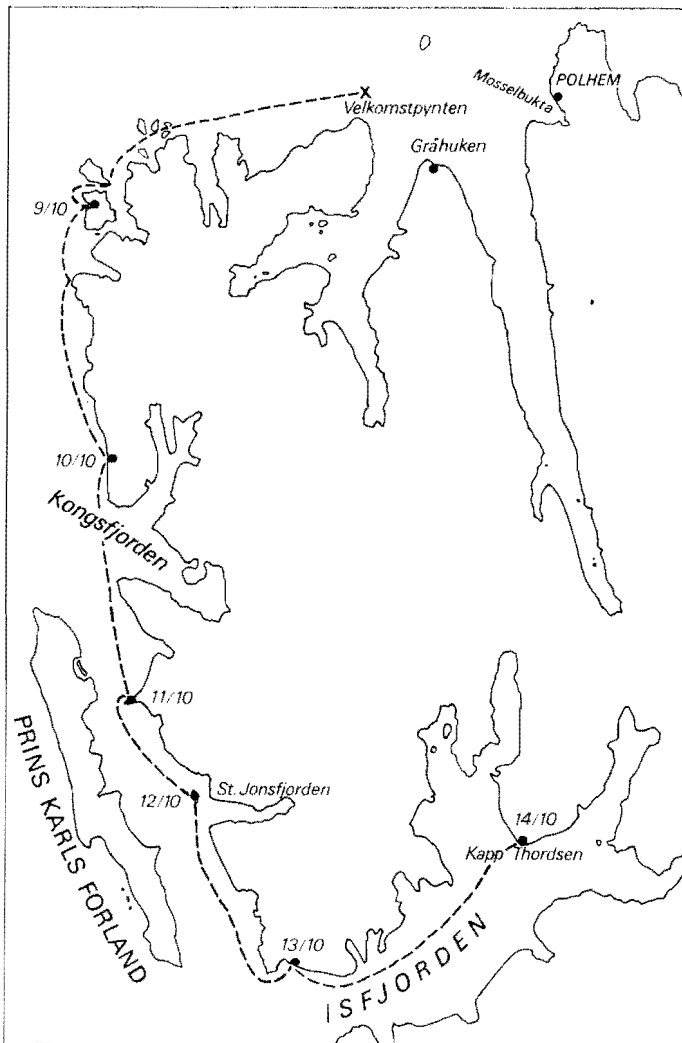 Mosselbukta
POLHEM
x
Velkomstpynten
Gråhuken
9/10
10/10
Kongsfjorden
11/10
St. Jonsfjorden
12/10
PRINS KARLS FORLAND
14/10
Kapp Thordsen
13/10
ISFJORDEN